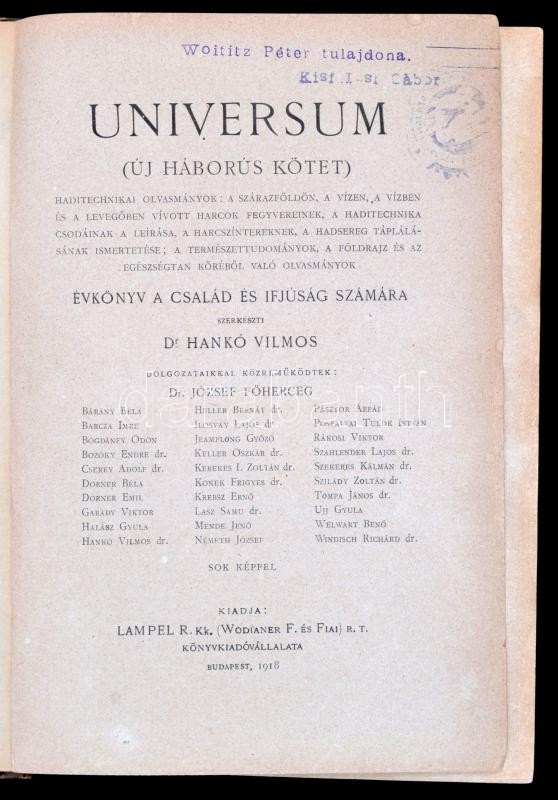 Woititz Péter tulajdona.
UNIVERSUM
(ÚJ HÁBORÚS KÖTET)
HADITECHNIKAI OLVASMÁNYOK: A SZÁRAZFÖLDÖN, A VÍZEN, A VÍZBEN
ÉS A LEVEGŐBEN VÍVOTT HARCOK FEGYVEREINEK, A HADITECHNIKA
CSODÁINAK A LEÍRÁSA, A HARCSZÍNTEREKNEK, A HADSEREG TÁPLÁLÁ-
SÁNAK ISMERTETÉSE; A TERMÉSZETTUDOMÁNYOK, A FÖLDRAJZ ÉS AZ
EGÉSZSÉGTAN KÖRÉBŐL VALÓ OLVASMÁNYOK
ÉVKÖNYV A CSALÁD ÉS IFJÚSÁG SZÁMÁRA
SZERKESZTI
Dr HANKÓ VILMOS
DOLGOZATAIKKAL KÖZREMŰKÖDTEK:
Dr. JÓZSEF FŐHERCEG
BÁRÁNY BÉLA
BARCZA IMRE
BOGDÁNFY ÖDÖN
BOZÓKY ENDRE dr.
CSEREY ADOLF dr.
DORNER BÉLA
DORNER EMIL
GARÁDY VIKTOR
HALÁSZ GYULA
HANKÓ VILMOS dr.
HELLER BERNÁT dr.
ILOSVAY LAJOS dr.
JEAMPLONG GYŐZŐ
KELLER OSZKÁR dr.
KEREKES I. ZOLTÁN dr.
KONEK FRIGYES dr.
KREBSZ ERNŐ
LASZ SAMU dr.
MENDE JENŐ
NÉMETH JÓZSEF
PÁSZTOR ÁRPÁD
PÓSFALVAI TÖRÖK ISTVÁN
RÁKOSI VIKTOR
SZAHLENDER LAJOS dr.
SZEKERES KÁLMÁN dr.
SZILÁDY ZOLTÁN dr.
TOMPA JÁNOS dr.
UJJ GYULA
WELWART BENŐ
WINDISCH RICHÁRD dr.
SOK KÉPPEL
KIADJA:
LAMPEL R. Kk. (WODIANER F. ÉS FIAI) R. T.
KÖNYVKIADÓVÁLLALATA
BUDAPEST, 1918